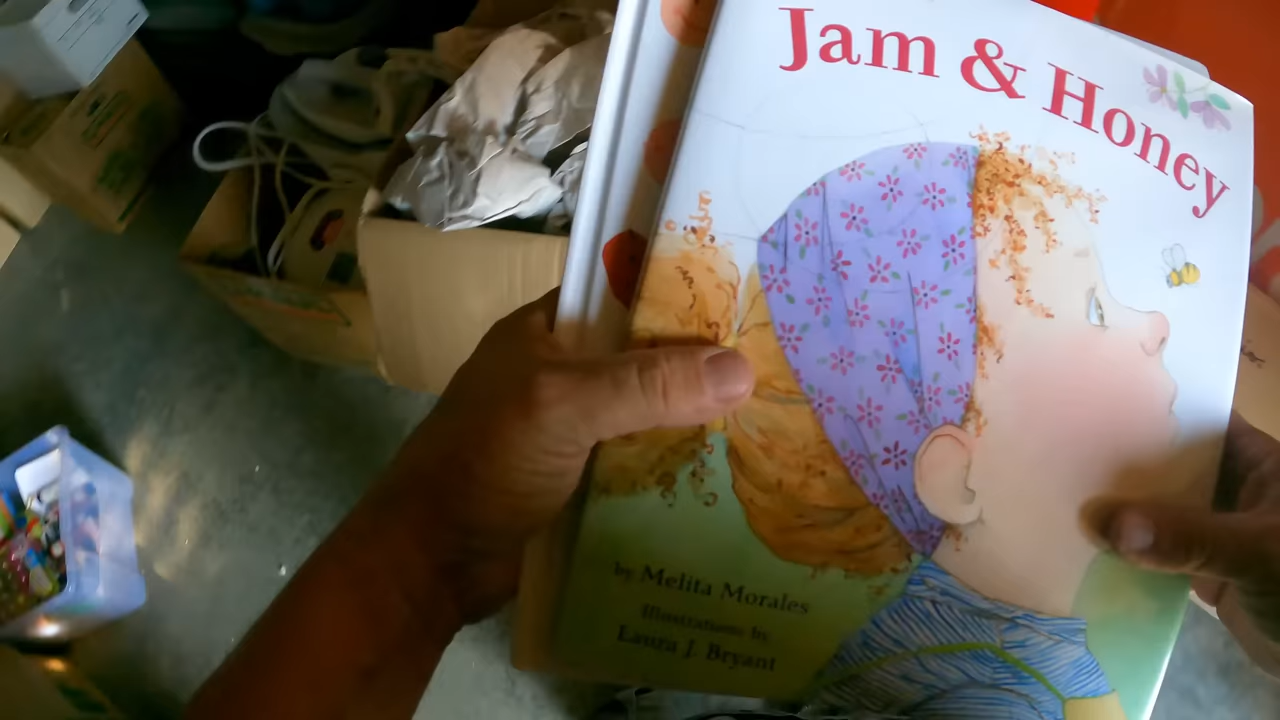 Jam & Honey
by Melita Morales
Illustrations by
Laura J. Bryant